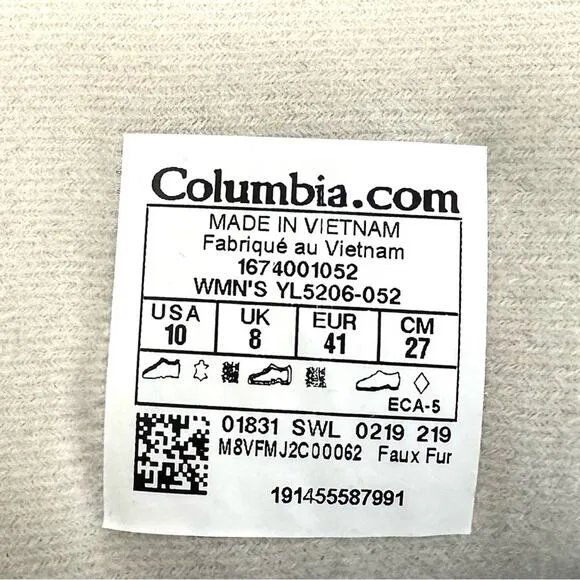 Columbia.com
MADE IN VIETNAM
Fabriqué au Vietnam
1674001052
WMN'S YL5206-052
USA UK EUR CM
10 8 41 27
ECA-5
01831 SWL 0219 219
M8VFMJ2C00062 Faux Fur
191455587991